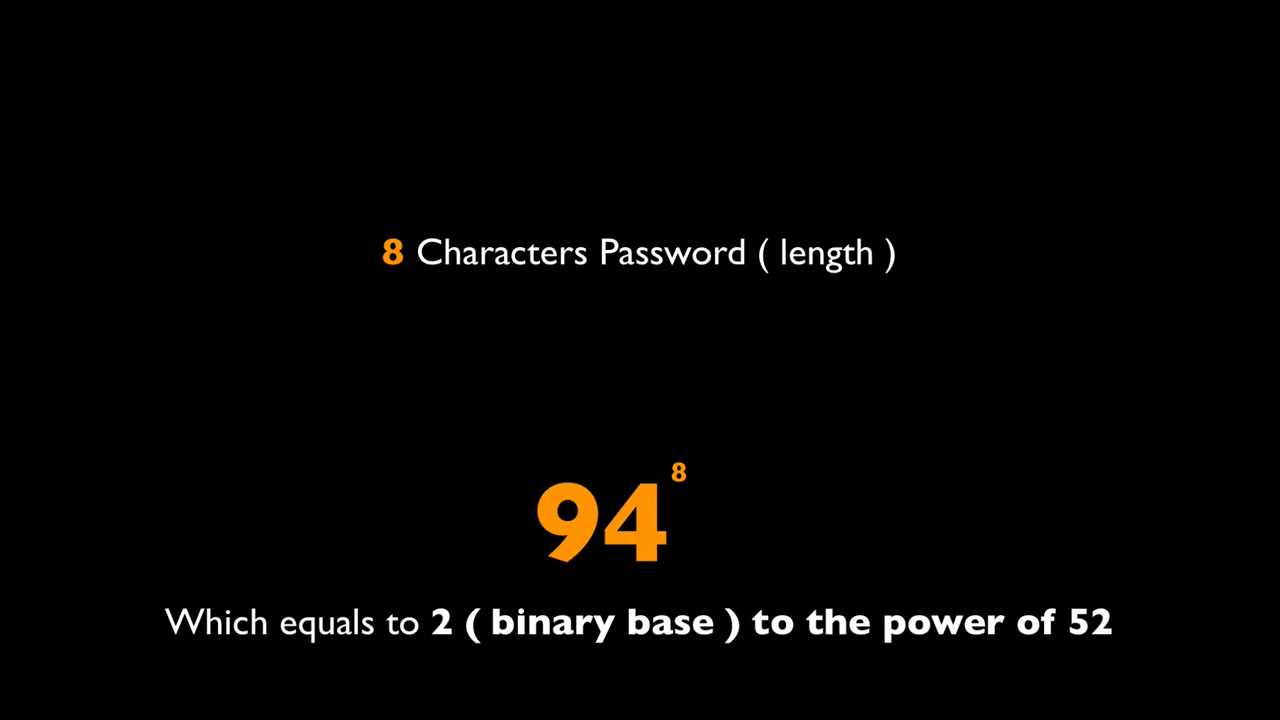 8 Characters Password ( length )
94⁸
Which equals to 2 ( binary base ) to the power of 52